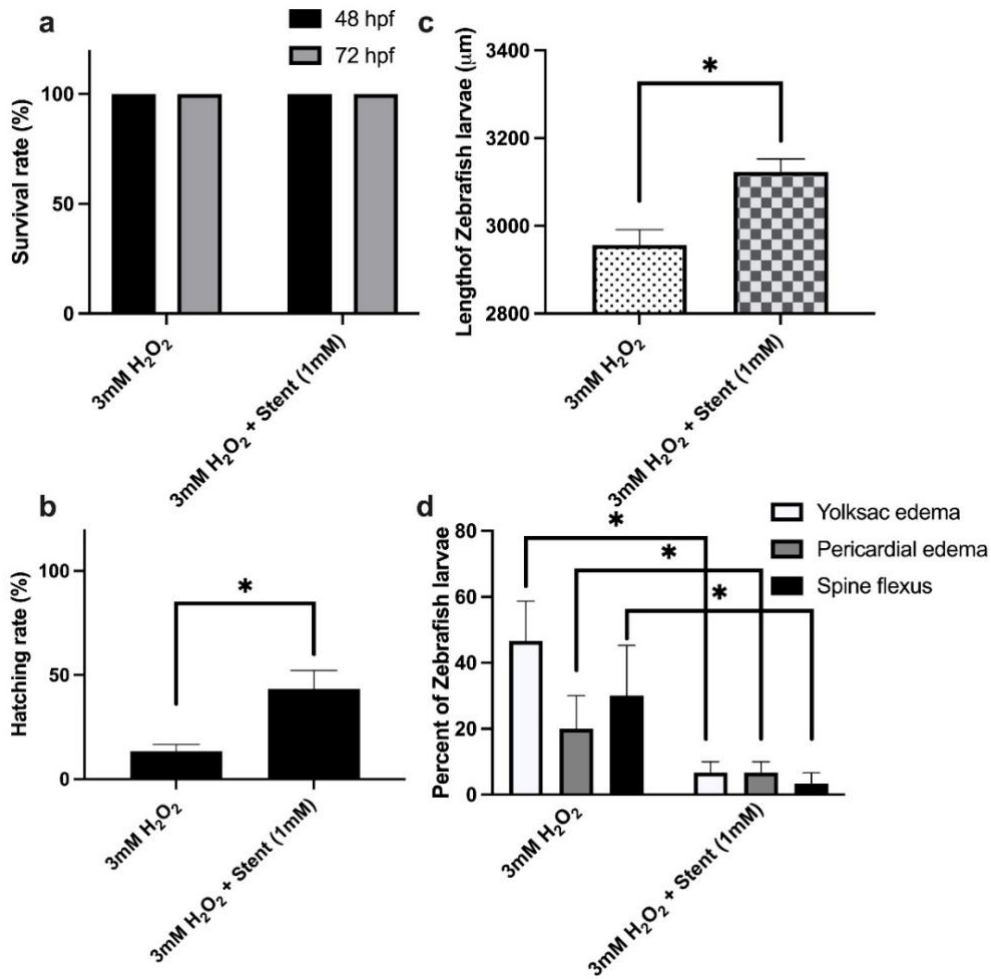 a
48 hpf
72 hpf
Survival rate (%)
100
50
0
3mM H₂O₂
3mM H₂O₂ + Stent (1mM)
c
Lengthof Zebrafish larvae (μm)
3400
3200
3000
2800
*
3mM H₂O₂
3mM H₂O₂ + Stent (1mM)
b
Hatching rate (%)
100
50
0
*
3mM H₂O₂
3mM H₂O₂ + Stent (1mM)
d
Yolksac edema
Pericardial edema
Spine flexus
Percent of Zebrafish larvae
80
60
40
20
0
*
*
*
3mM H₂O₂
3mM H₂O₂ + Stent (1mM)